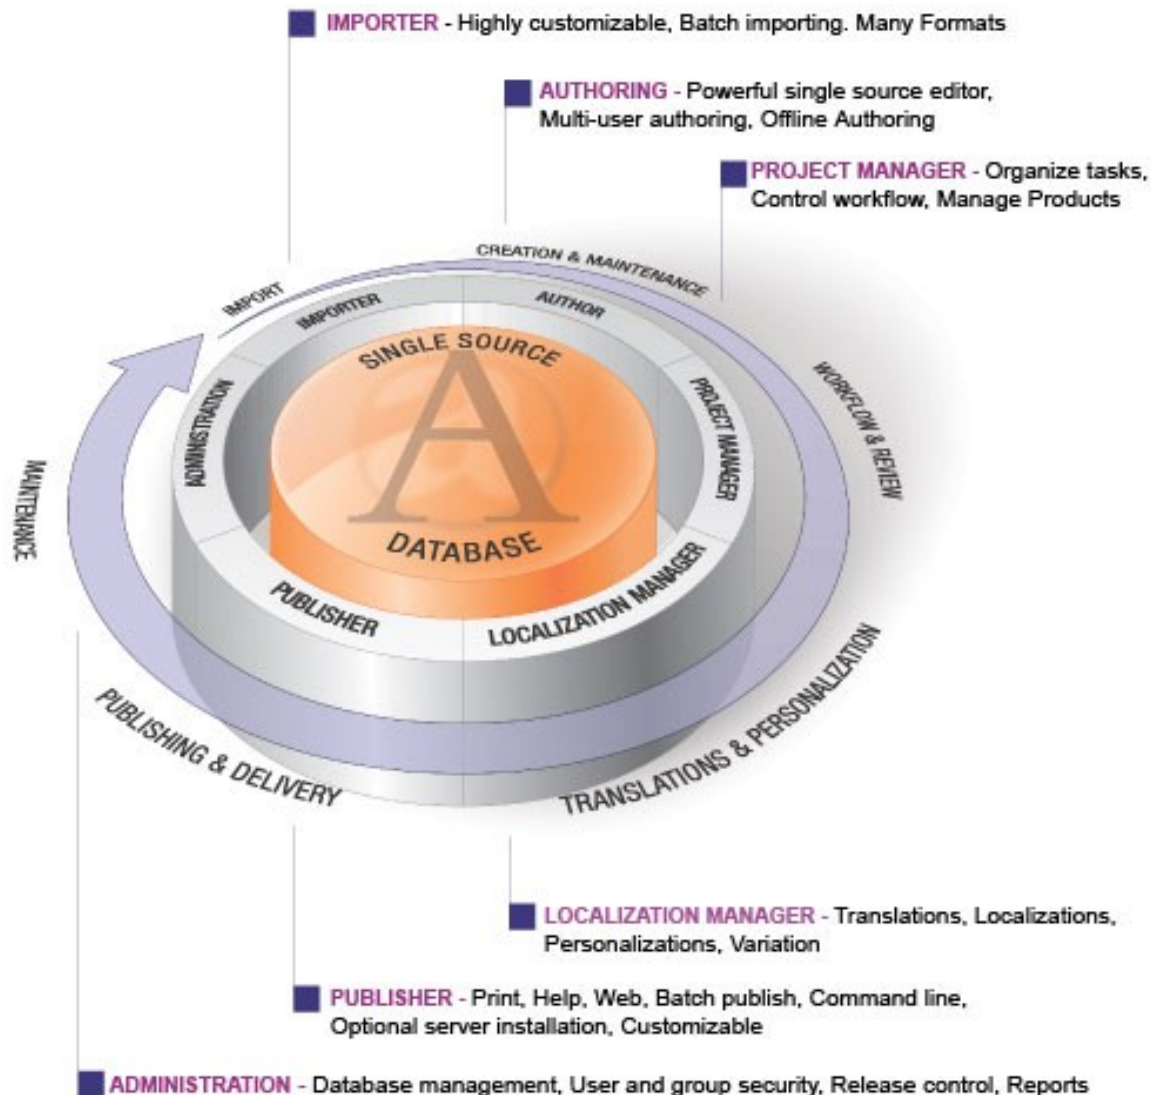 IMPORTER - Highly customizable, Batch importing. Many Formats
AUTHORING - Powerful single source editor,
Multi-user authoring, Offline Authoring
PROJECT MANAGER - Organize tasks,
Control workflow, Manage Products
CREATION & MAINTENANCE
IMPORT
IMPORTER
AUTHOR
SINGLE SOURCE
A
WORKFLOW & REVIEW
ADMINISTRATION
PROJECT MANAGER
MAINTENANCE
DATABASE
PUBLISHER
LOCALIZATION MANAGER
PUBLISHING & DELIVERY
TRANSLATIONS & PERSONALIZATION
LOCALIZATION MANAGER - Translations, Localizations,
Personalizations, Variation
PUBLISHER - Print, Help, Web, Batch publish, Command line,
Optional server installation, Customizable
ADMINISTRATION - Database management, User and group security, Release control, Reports